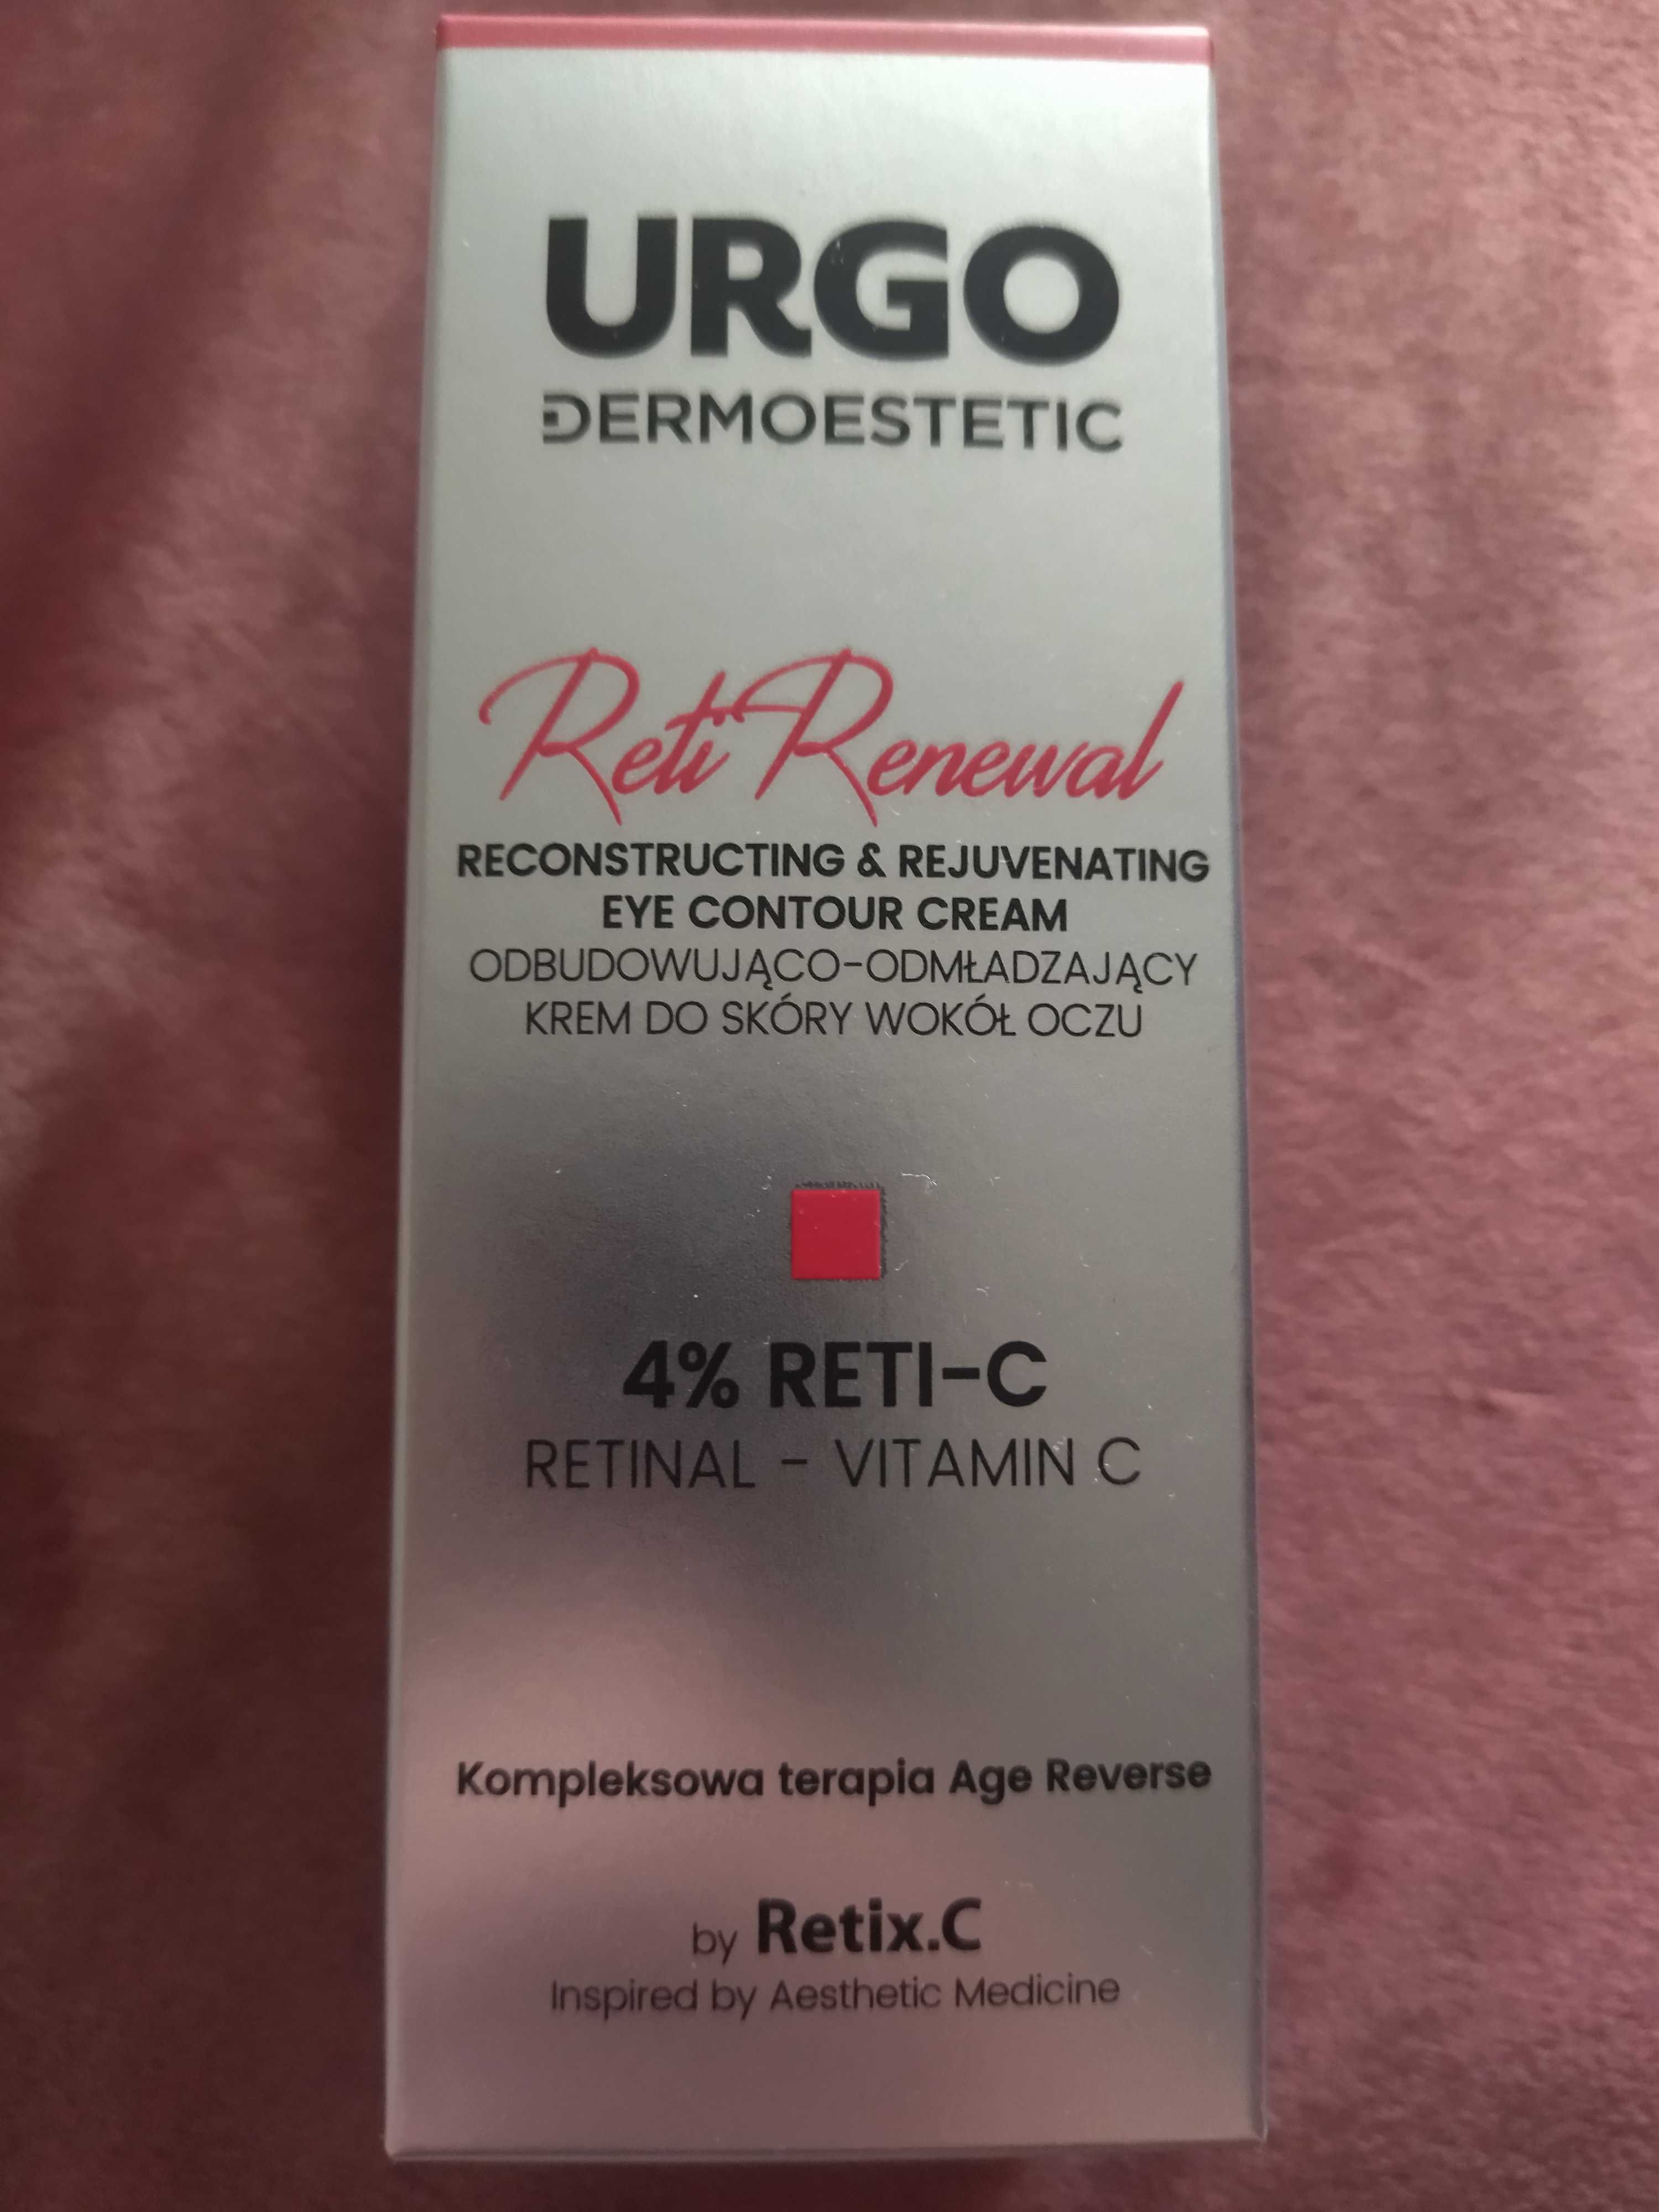 URGO
DERMOESTETIC
Reti Renewal
RECONSTRUCTING & REJUVENATING
EYE CONTOUR CREAM
ODBUDOWUJĄCO-ODMŁADZAJĄCY
KREM DO SKÓRY WOKÓŁ OCZU
4% RETI-C
RETINAL - VITAMIN C
Kompleksowa terapia Age Reverse
by Retix.C
Inspired by Aesthetic Medicine